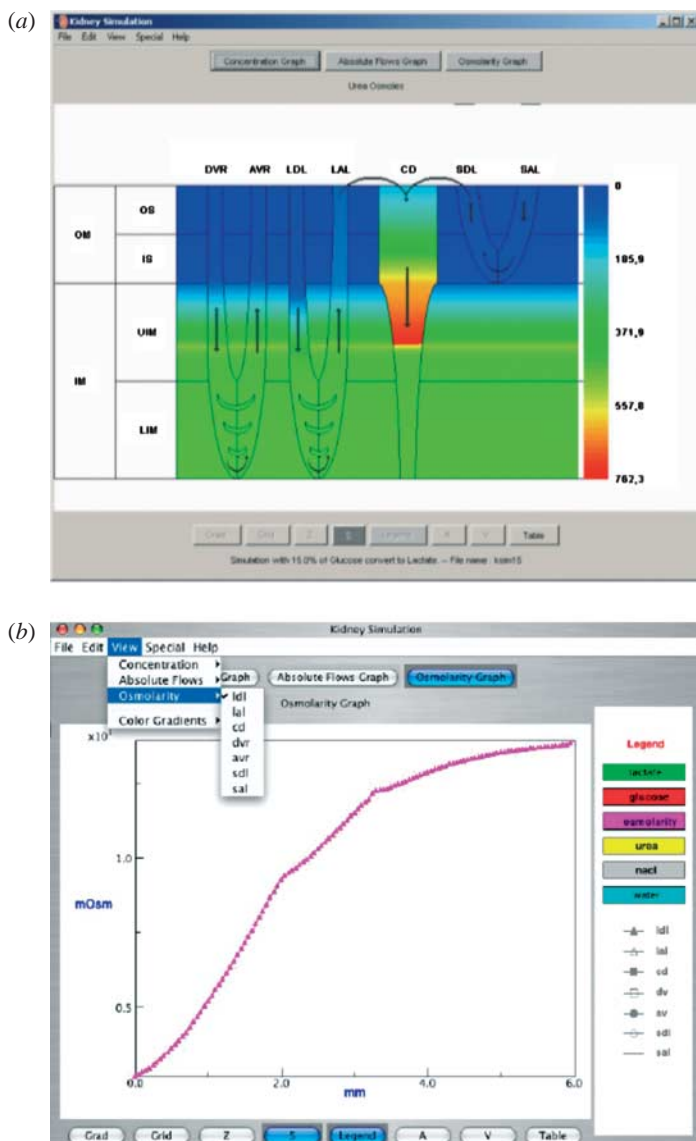 (a)
Kidney Simulation
File Edit View Special Help
Concentration Graph Absolute Flows Graph Osmolarity Graph
Urea Osmoles
DVR AVR LDL LAL CD SDL SAL
OM OS IS
IM UIM LIM
0
185,9
371,9
557,8
762,3
Grad Grid Z S Legend A V Table
Simulation with 15.0% of Glucose convert to Lactate. -- File name : ksim15
(b)
Kidney Simulation
File Edit View Special Help
Concentration
Absolute Flows
Osmolarity
Color Gradients
Graph Absolute Flows Graph Osmolarity Graph
Osmolarity Graph
ldl
lal
cd
dvr
avr
sdl
sal
1.0
mOsm
0.5
0.0 2.0 4.0 6.0
mm
Legend
lactate
glucose
osmolarity
urea
nacl
water
ldl
lal
cd
dv
av
sdl
sal
Grad Grid Z S Legend A V Table